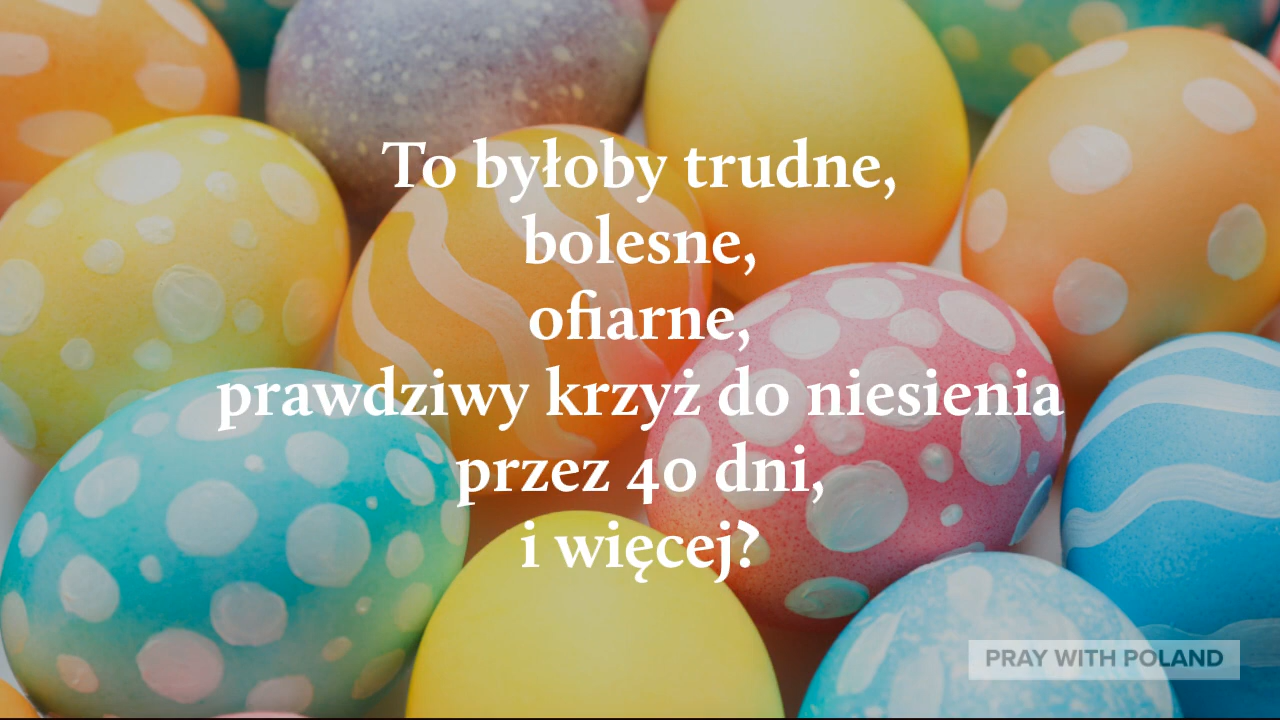 To byłoby trudne,
bolesne,
ofiarne,
prawdziwy krzyż do niesienia
przez 40 dni,
i więcej?
PRAY WITH POLAND